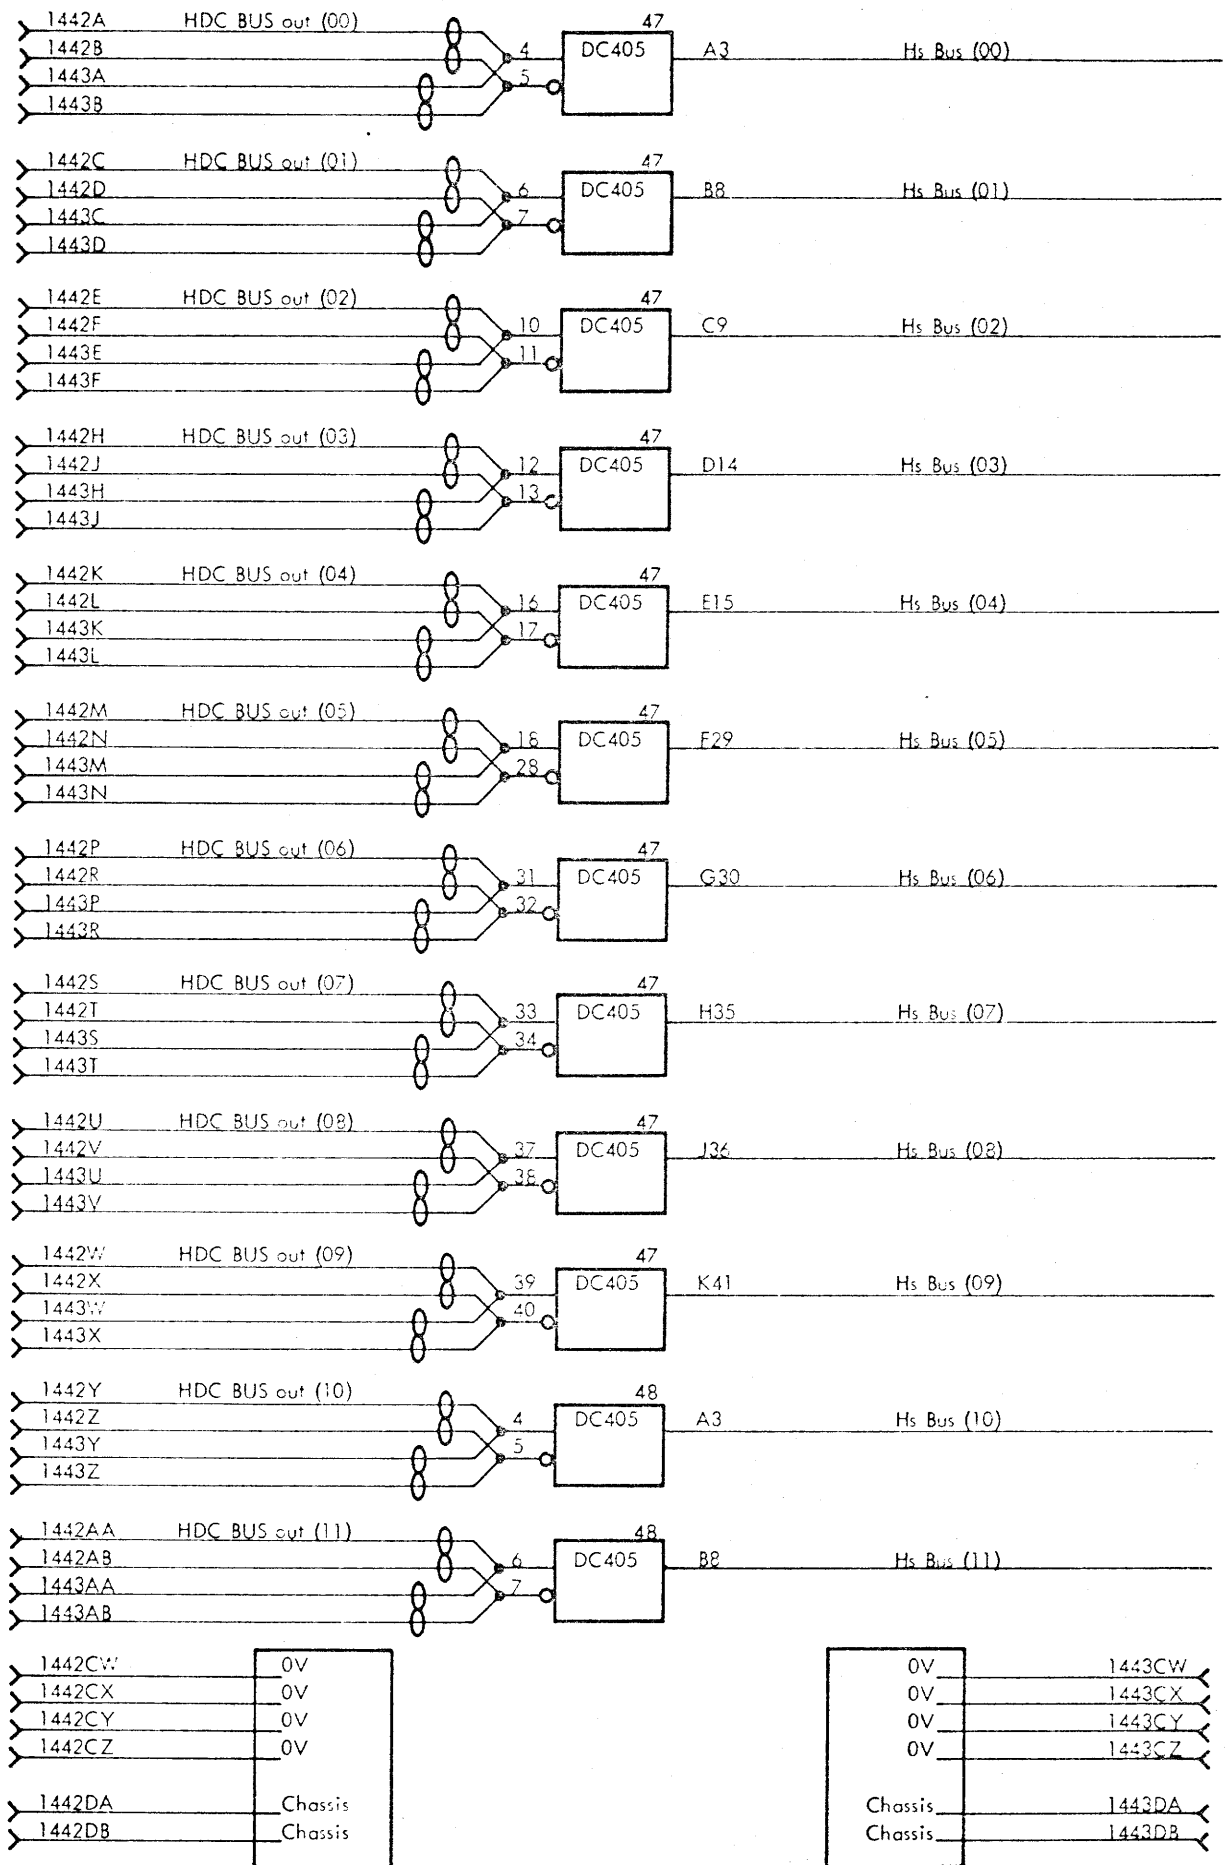 1442A HDC BUS out (00) 47
1442B 4 DC405 A3 Hs Bus (00)
1443A 5
1443B
1442C HDC BUS out (01) 47
1442D 6 DC405 B8 Hs Bus (01)
1443C 7
1443D
1442E HDC BUS out (02) 47
1442F 10 DC405 C9 Hs Bus (02)
1443E 11
1443F
1442H HDC BUS out (03) 47
1442J 12 DC405 D14 Hs Bus (03)
1443H 13
1443J
1442K HDC BUS out (04) 47
1442L 16 DC405 E15 Hs Bus (04)
1443K 17
1443L
1442M HDC BUS out (05) 47
1442N 18 DC405 F29 Hs Bus (05)
1443M 28
1443N
1442P HDC BUS out (06) 47
1442R 31 DC405 G30 Hs Bus (06)
1443P 32
1443R
1442S HDC BUS out (07) 47
1442T 33 DC405 H35 Hs Bus (07)
1443S 34
1443T
1442U HDC BUS out (08) 47
1442V 37 DC405 J36 Hs Bus (08)
1443U 38
1443V
1442W HDC BUS out (09) 47
1442X 39 DC405 K41 Hs Bus (09)
1443W 40
1443X
1442Y HDC BUS out (10) 48
1442Z 4 DC405 A3 Hs Bus (10)
1443Y 5
1443Z
1442AA HDC BUS out (11) 48
1442AB 6 DC405 B8 Hs Bus (11)
1443AA 7
1443AB
1442CW 0V 0V 1443CW
1442CX 0V 0V 1443CX
1442CY 0V 0V 1443CY
1442CZ 0V 0V 1443CZ
1442DA Chassis Chassis 1443DA
1442DB Chassis Chassis 1443DB